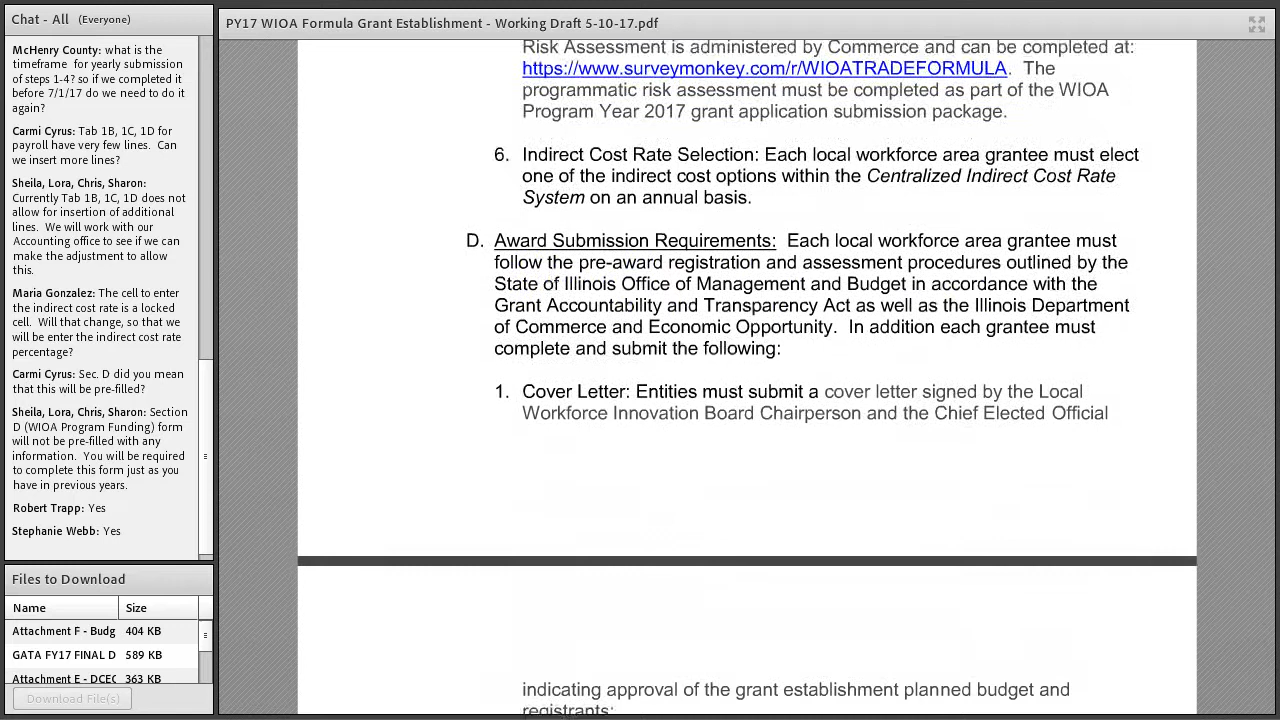 Chat - All (Everyone)
McHenry County: what is the
timeframe for yearly submission
of steps 1-4? so if we completed it
before 7/1/17 do we need to do it
again?
Carmi Cyrus: Tab 1B, 1C, 1D for
payroll have very few lines. Can
we insert more lines?
Sheila, Lora, Chris, Sharon:
Currently Tab 1B, 1C, 1D does not
allow for insertion of additional
lines. We will work with our
Accounting office to see if we can
make the adjustment to allow
this.
Maria Gonzalez: The cell to enter
the indirect cost rate is a locked
cell. Will that change, so that we
will be enter the indirect cost rate
percentage?
Carmi Cyrus: Sec. D did you mean
that this will be pre-filled?
Sheila, Lora, Chris, Sharon: Section
D (WIOA Program Funding) form
will not be pre-filled with any
information. You will be required
to complete this form just as you
have in previous years.
Robert Trapp: Yes
Stephanie Webb: Yes
Files to Download
Name Size
Attachment F - Budg 404 KB
GATA FY17 FINAL D 589 KB
Attachment E - DCEC 363 KB
Download File(s)
PY17 WIOA Formula Grant Establishment - Working Draft 5-10-17.pdf
Risk Assessment is administered by Commerce and can be completed at:
https://www.surveymonkey.com/r/WIOATRADEFORMULA. The
programmatic risk assessment must be completed as part of the WIOA
Program Year 2017 grant application submission package.
6. Indirect Cost Rate Selection: Each local workforce area grantee must elect
one of the indirect cost options within the Centralized Indirect Cost Rate
System on an annual basis.
D. Award Submission Requirements: Each local workforce area grantee must
follow the pre-award registration and assessment procedures outlined by the
State of Illinois Office of Management and Budget in accordance with the
Grant Accountability and Transparency Act as well as the Illinois Department
of Commerce and Economic Opportunity. In addition each grantee must
complete and submit the following:
1. Cover Letter: Entities must submit a cover letter signed by the Local
Workforce Innovation Board Chairperson and the Chief Elected Official
indicating approval of the grant establishment planned budget and
registrants;